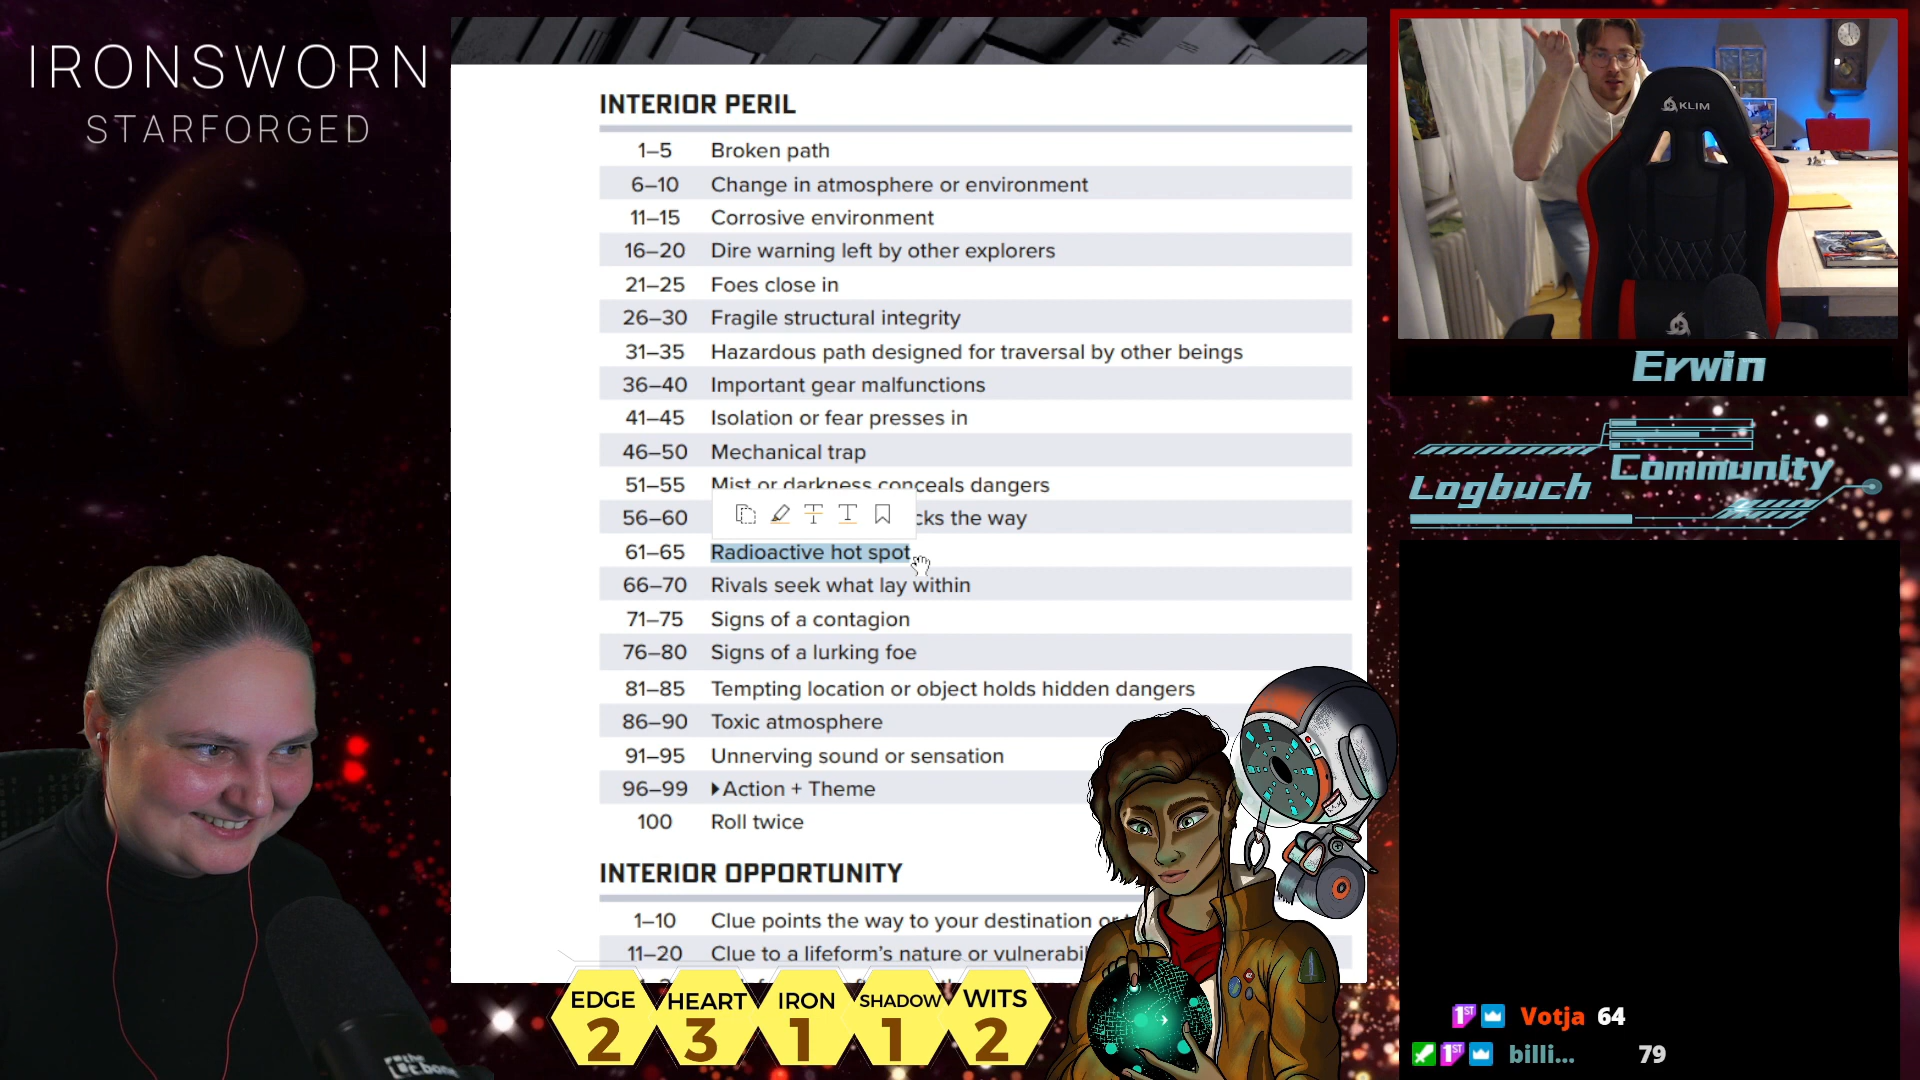 IRONSWORN
STARFORGED
INTERIOR PERIL
1–5 Broken path
6–10 Change in atmosphere or environment
11–15 Corrosive environment
16–20 Dire warning left by other explorers
21–25 Foes close in
26–30 Fragile structural integrity
31–35 Hazardous path designed for traversal by other beings
36–40 Important gear malfunctions
41–45 Isolation or fear presses in
46–50 Mechanical trap
51–55 Mist or darkness conceals dangers
56–60 cks the way
61–65 Radioactive hot spot
66–70 Rivals seek what lay within
71–75 Signs of a contagion
76–80 Signs of a lurking foe
81–85 Tempting location or object holds hidden dangers
86–90 Toxic atmosphere
91–95 Unnerving sound or sensation
96–99 Action + Theme
100 Roll twice
INTERIOR OPPORTUNITY
1–10 Clue points the way to your destination or
11–20 Clue to a lifeform's nature or vulnerabi
EDGE HEART IRON SHADOW WITS
2 3 1 1 2
KLIM
Erwin
Logbuch Community
1ST Votja 64
1ST billi... 79